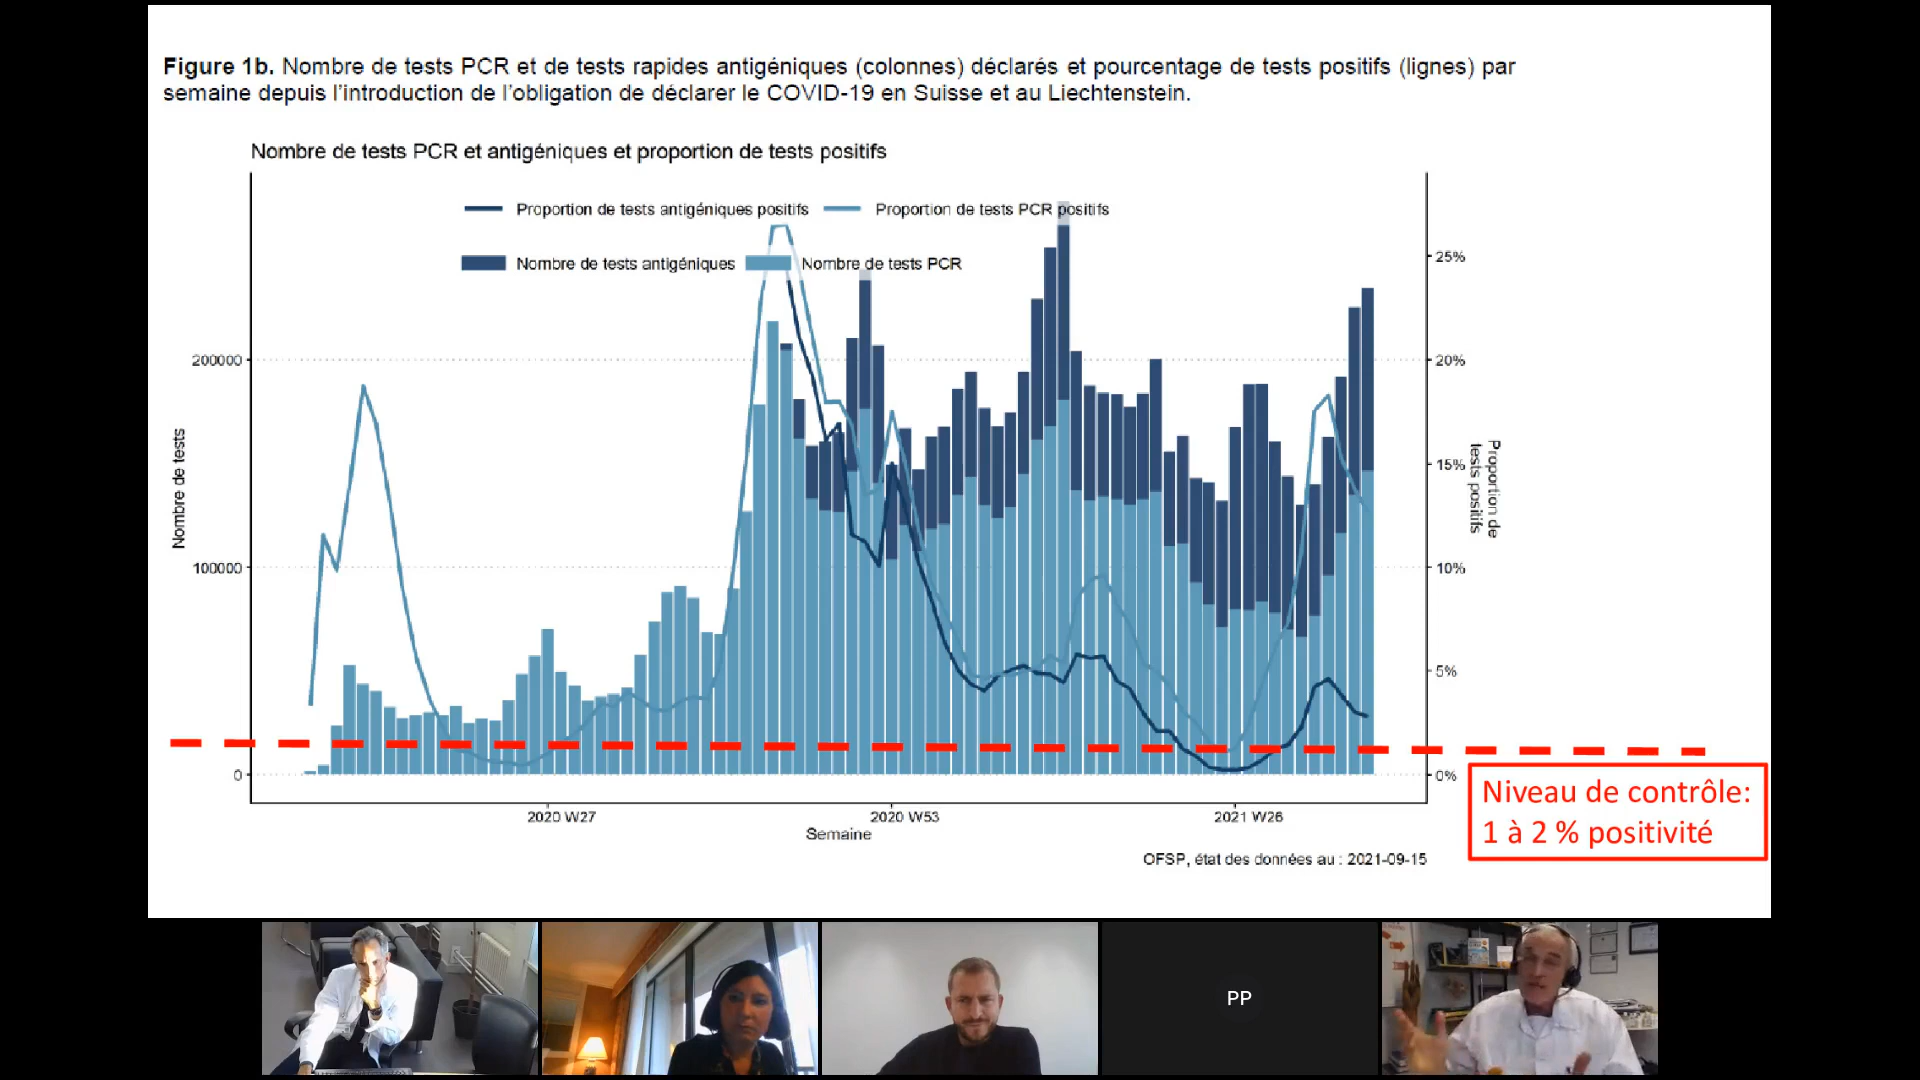 Figure 1b. Nombre de tests PCR et de tests rapides antigéniques (colonnes) déclarés et pourcentage de tests positifs (lignes) par
semaine depuis l'introduction de l'obligation de déclarer le COVID-19 en Suisse et au Liechtenstein.
Nombre de tests PCR et antigéniques et proportion de tests positifs
Proportion de tests antigéniques positifs
Proportion de tests PCR positifs
Nombre de tests antigéniques
Nombre de tests PCR
25%
200000
20%
15%
100000
10%
5%
0
0%
Nombre de tests
Proportion de
tests positifs
2020 W27
2020 W53
2021 W26
Semaine
OFSP, état des données au : 2021-09-15
Niveau de contrôle:
1 à 2 % positivité
PP